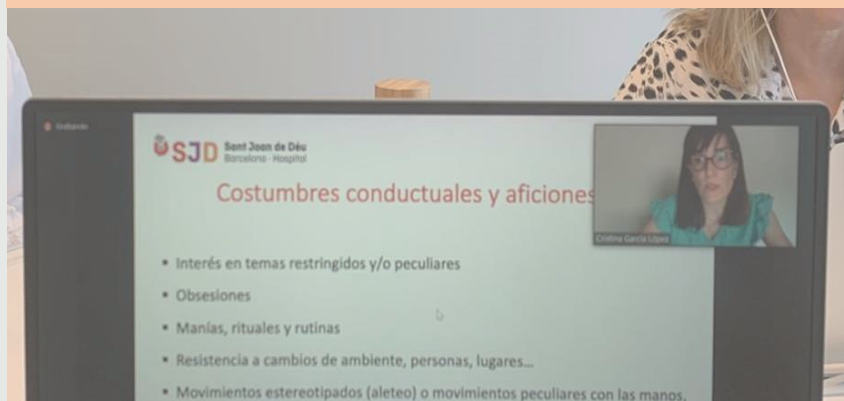 SJD Sant Joan de Déu
Barcelona · Hospital
Costumbres conductuales y aficiones
Cristina García López
▪ Interés en temas restringidos y/o peculiares
▪ Obsesiones
▪ Manías, rituales y rutinas
▪ Resistencia a cambios de ambiente, personas, lugares...
▪ Movimientos estereotipados (aleteo) o movimientos peculiares con las manos.